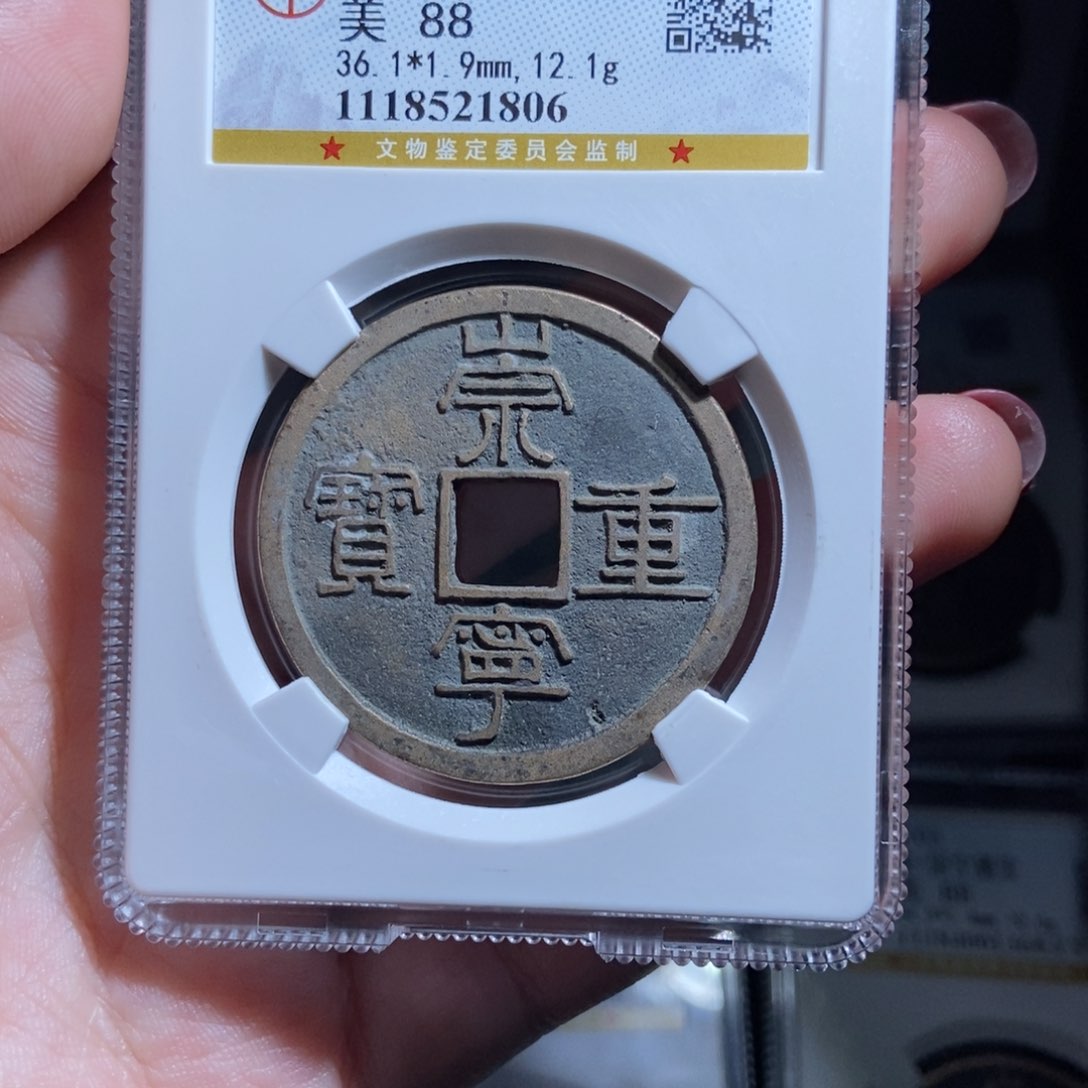 美 88
36.1*1.9mm,12.1g
1118521806
★ 文物鉴定委员会监制 ★
崇
寶 重
寧